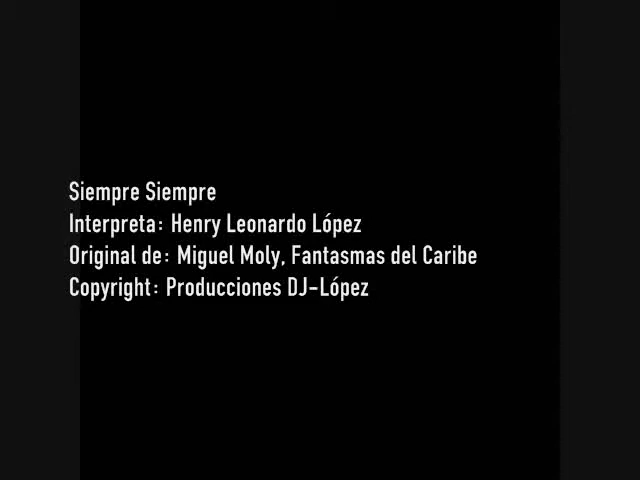 Siempre Siempre
Interpreta: Henry Leonardo López
Original de: Miguel Moly, Fantasmas del Caribe
Copyright: Producciones DJ-López